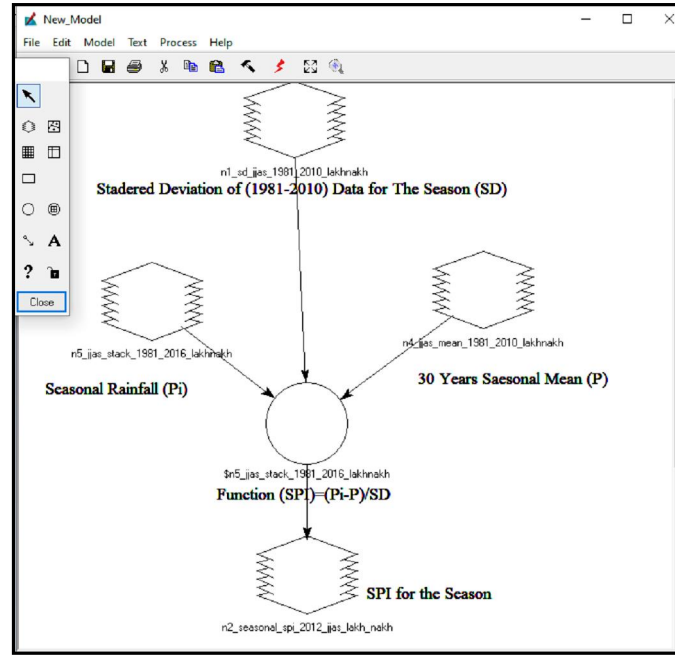 New_Model
File Edit Model Text Process Help
n1_sd_jjas_1981_2010_lakhnakh
Stadered Deviation of (1981-2010) Data for The Season (SD)
n5_jjas_stack_1981_2016_lakhnakh
Seasonal Rainfall (Pi)
n4_jjas_mean_1981_2010_lakhnakh
30 Years Saesonal Mean (P)
A
?
Close
$n5_jjas_stack_1981_2016_lakhnakh
Function (SPI)=(Pi-P)/SD
SPI for the Season
n2_seasonal_spi_2012_jjas_lakh_nakh